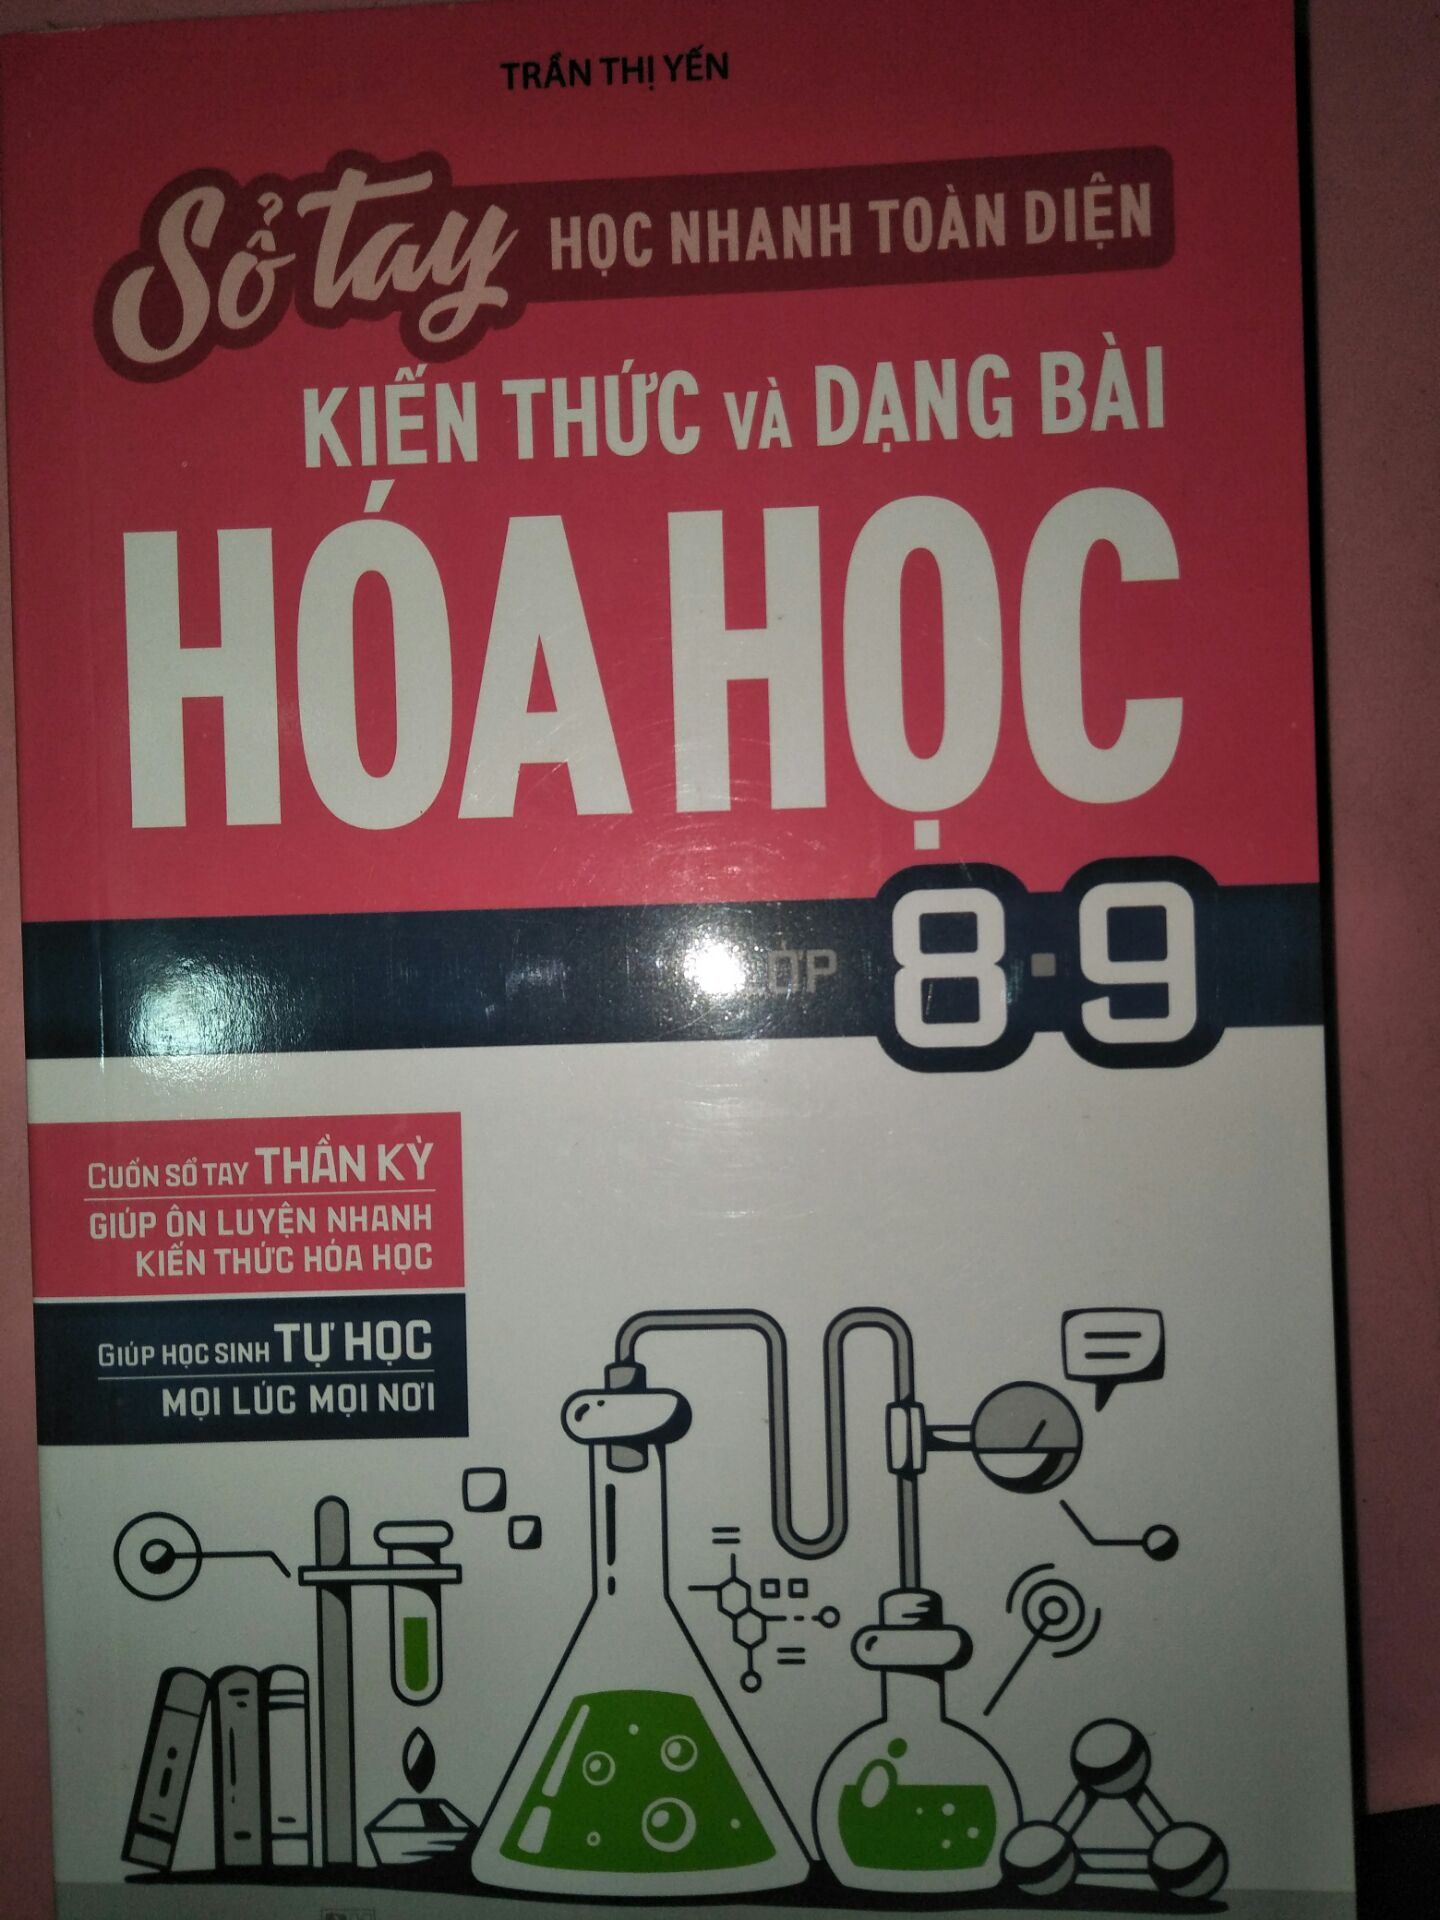 TRẦN THỊ YẾN
Sổ tay HỌC NHANH TOÀN DIỆN
KIẾN THỨC VÀ DẠNG BÀI
HÓA HỌC
LỚP 8·9
CUỐN SỔ TAY THẦN KỲ
GIÚP ÔN LUYỆN NHANH
KIẾN THỨC HÓA HỌC
GIÚP HỌC SINH TỰ HỌC
MỌI LÚC MỌI NƠI